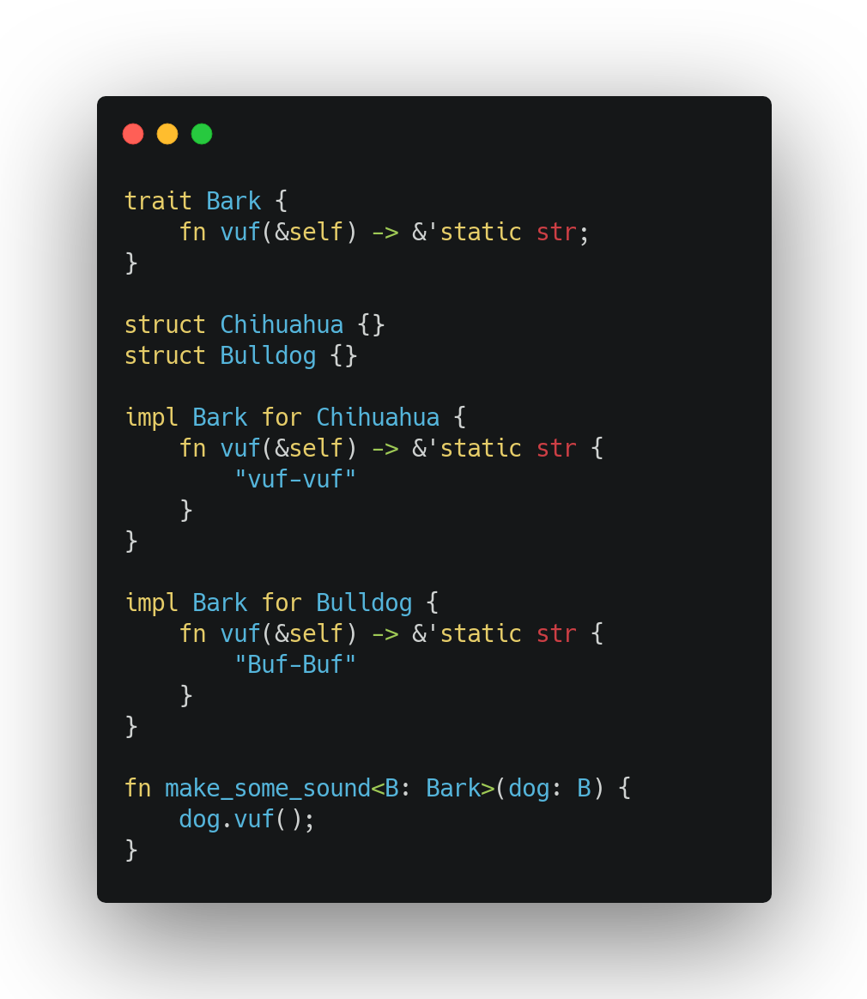 trait Bark {
    fn vuf(&self) -> &'static str;
}

struct Chihuahua {}
struct Bulldog {}

impl Bark for Chihuahua {
    fn vuf(&self) -> &'static str {
        "vuf-vuf"
    }
}

impl Bark for Bulldog {
    fn vuf(&self) -> &'static str {
        "Buf-Buf"
    }
}

fn make_some_sound<B: Bark>(dog: B) {
    dog.vuf();
}